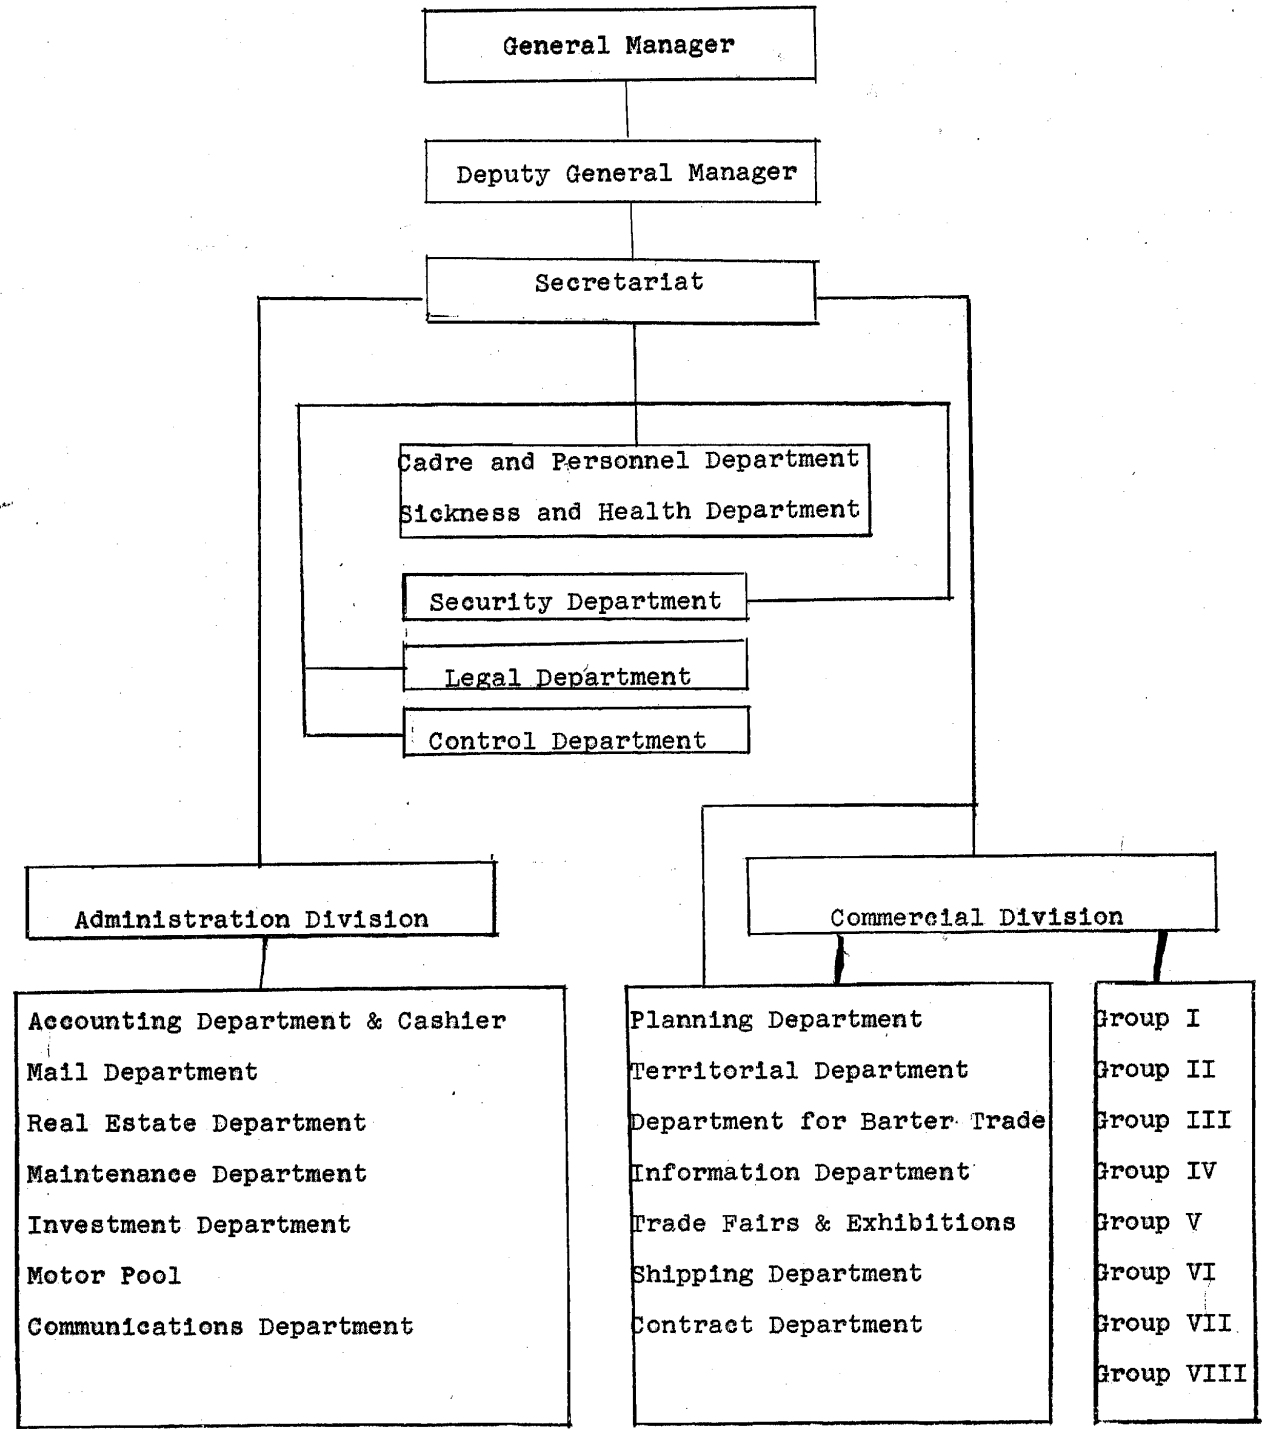 General Manager
Deputy General Manager
Secretariat
Cadre and Personnel Department
Sickness and Health Department
Security Department
Legal Department
Control Department
Administration Division
Commercial Division
Accounting Department & Cashier
Mail Department
Real Estate Department
Maintenance Department
Investment Department
Motor Pool
Communications Department
Planning Department
Territorial Department
Department for Barter Trade
Information Department
Trade Fairs & Exhibitions
Shipping Department
Contract Department
Group I
Group II
Group III
Group IV
Group V
Group VI
Group VII
Group VIII